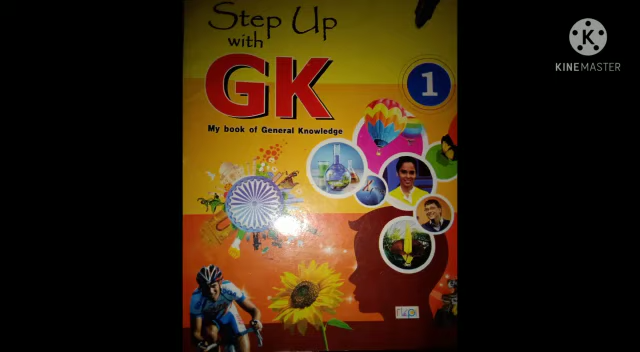 Step Up
with
GK
1
My book of General Knowledge
K
KINEMASTER